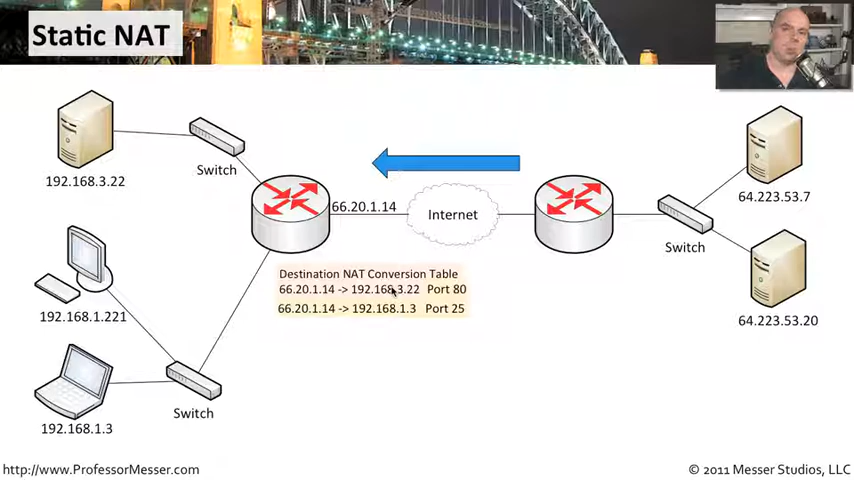 Static NAT
192.168.3.22
Switch
66.20.1.14
Internet
64.223.53.7
Switch
Destination NAT Conversion Table
66.20.1.14 -> 192.168.3.22 Port 80
66.20.1.14 -> 192.168.1.3 Port 25
192.168.1.221
64.223.53.20
Switch
192.168.1.3
http://www.ProfessorMesser.com
© 2011 Messer Studios, LLC